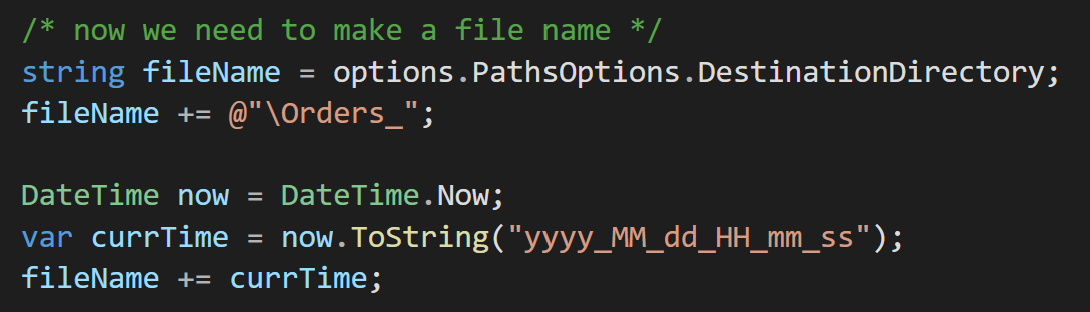 /* now we need to make a file name */
string fileName = options.PathsOptions.DestinationDirectory;
fileName += @"\Orders_";
DateTime now = DateTime.Now;
var currTime = now.ToString("yyyy_MM_dd_HH_mm_ss");
fileName += currTime;